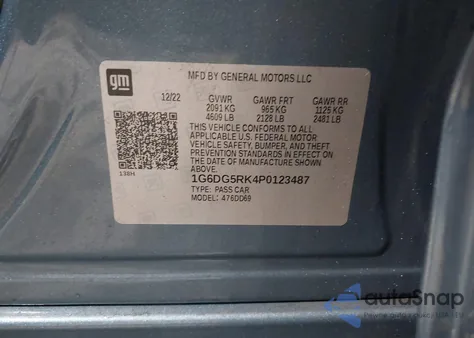 gm
MFD BY GENERAL MOTORS LLC
12/22 GVWR GAWR FRT GAWR RR
2091 KG 965 KG 1125 KG
4609 LB 2128 LB 2481 LB
THIS VEHICLE CONFORMS TO ALL
APPLICABLE U.S. FEDERAL MOTOR
VEHICLE SAFETY, BUMPER, AND THEFT
PREVENTION STANDARDS IN EFFECT ON
THE DATE OF MANUFACTURE SHOWN
ABOVE.
138H
1G6DG5RK4P0123487
TYPE: PASS CAR
MODEL: 476DD69
autoSnap